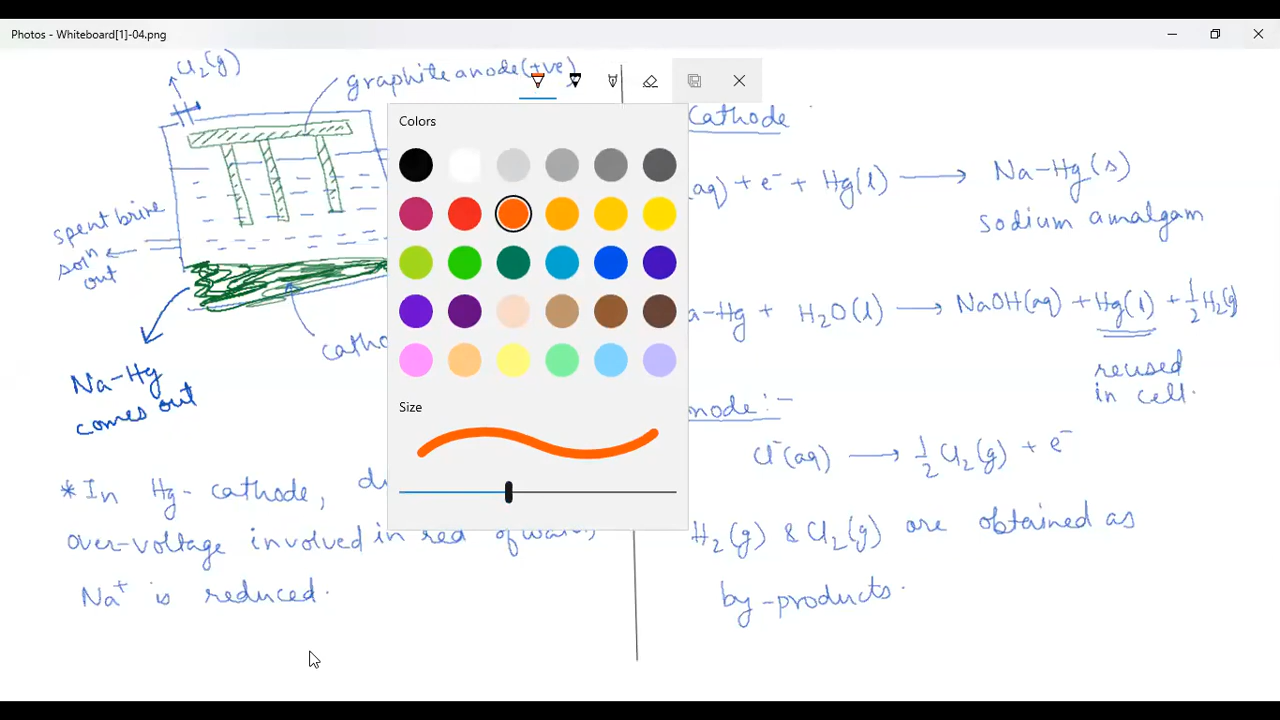 Photos - Whiteboard[1]-04.png
Cl2(g)
graphite anode(+ve)
spent brine
soln
out
Na-Hg
comes out
*In Hg-cathode,
over-voltage involved in red of
Na+ is reduced.
Colors
Size
Cathode
(aq) + e- + Hg(l) → Na-Hg(s)
sodium amalgam
-Hg + H2O(l) → NaOH(aq) + Hg(l) + 1/2 H2(g)
reused
in cell.
node:-
Cl-(aq) → 1/2 Cl2(g) + e-
H2(g) & Cl2(g) are obtained as
by-products.